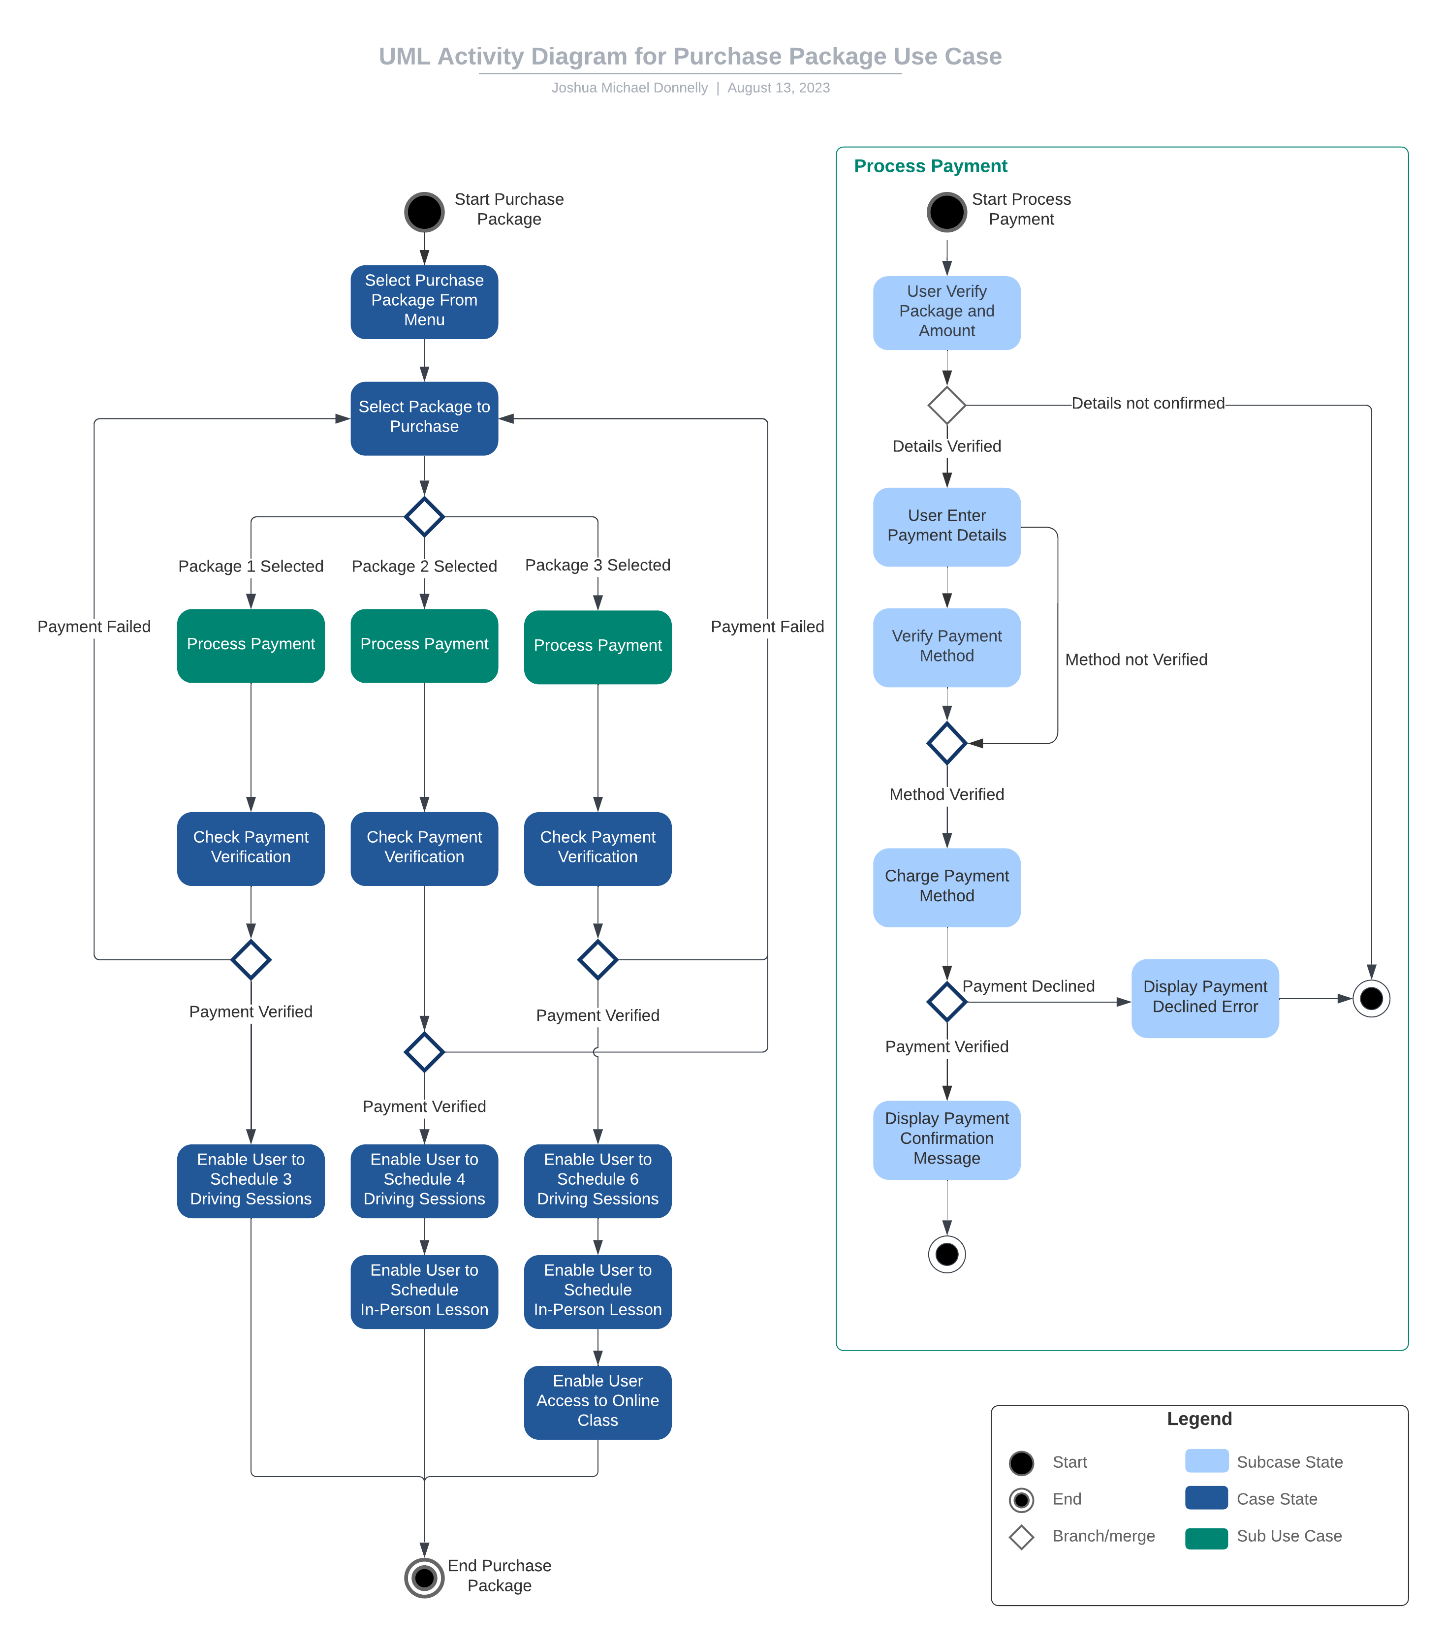 UML Activity Diagram for Purchase Package Use Case
Joshua Michael Donnelly | August 13, 2023
Start Purchase
Package
Select Purchase
Package From
Menu
Select Package to
Purchase
Package 1 Selected
Package 2 Selected
Package 3 Selected
Payment Failed
Payment Failed
Process Payment
Process Payment
Process Payment
Check Payment
Verification
Check Payment
Verification
Check Payment
Verification
Payment Verified
Payment Verified
Payment Verified
Enable User to
Schedule 3
Driving Sessions
Enable User to
Schedule 4
Driving Sessions
Enable User to
Schedule 6
Driving Sessions
Enable User to
Schedule
In-Person Lesson
Enable User to
Schedule
In-Person Lesson
Enable User
Access to Online
Class
End Purchase
Package
Process Payment
Start Process
Payment
User Verify
Package and
Amount
Details not confirmed
Details Verified
User Enter
Payment Details
Verify Payment
Method
Method not Verified
Method Verified
Charge Payment
Method
Payment Declined
Display Payment
Declined Error
Payment Verified
Display Payment
Confirmation
Message
Legend
Start
Subcase State
End
Case State
Branch/merge
Sub Use Case